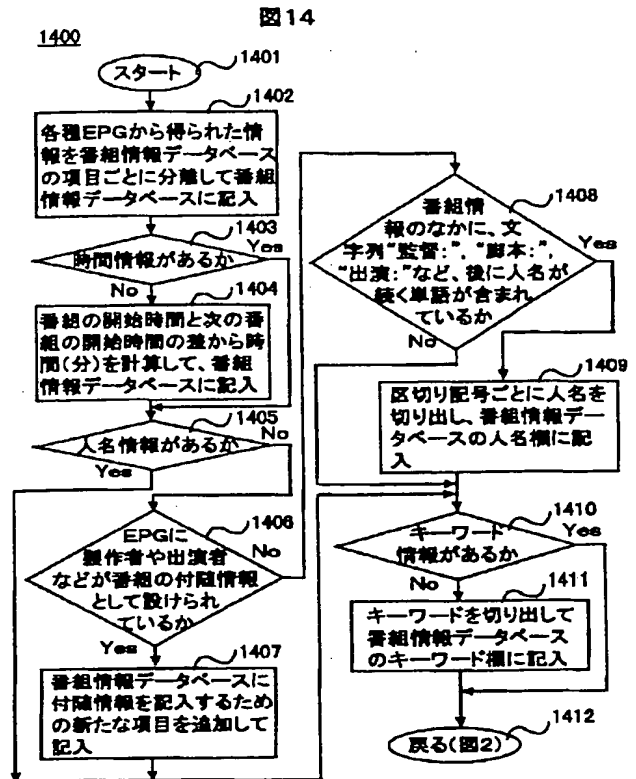 図14
1400
スタート
1401
1402
各種EPGから得られた情
報を番組情報データベース
の項目ごとに分離して番組
情報データベースに記入
1403
時間情報があるか
Yes
No
1404
番組の開始時間と次の番
組の開始時間の差から時
間(分)を計算して、番組
情報データベースに記入
1405
人名情報があるか
No
Yes
1406
EPGに
製作者や出演者
などが番組の付随情報
として設けられ
ているか
No
Yes
1407
番組情報データベースに
付随情報を記入するため
の新たな項目を追加して
記入
1408
番組情
報のなかに、文
字列“監督:”, “脚本:”,
“出演:”など、後に人名が
続く単語が含まれ
ているか
Yes
No
1409
区切り記号ごとに人名を
切り出し、番組情報デー
タベースの人名欄に記
入
1410
キーワード
情報があるか
Yes
No
1411
キーワードを切り出して
番組情報データベース
のキーワード欄に記入
1412
戻る(図2)